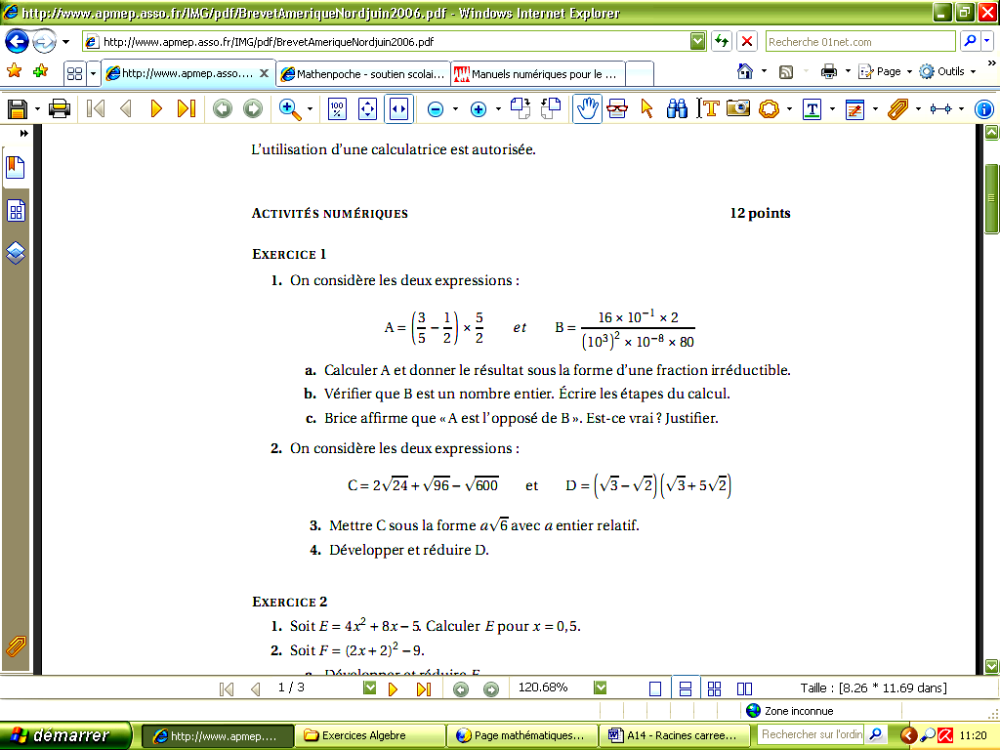 http://www.apmep.asso.fr/IMG/pdf/BrevetAmeriqueNordjuin2006.pdf - Windows Internet Explorer
http://www.apmep.asso.fr/IMG/pdf/BrevetAmeriqueNordjuin2006.pdf
Recherche 01net.com
http://www.apmep.asso....
Mathenpoche - soutien scolai...
Manuels numériques pour le ...
Page
Outils
L'utilisation d'une calculatrice est autorisée.
ACTIVITÉS NUMÉRIQUES 12 points
EXERCICE 1
1. On considère les deux expressions :
A = (3/5 − 1/2) × 5/2 et B = (16 × 10⁻¹ × 2)/((10³)² × 10⁻⁸ × 80)
a. Calculer A et donner le résultat sous la forme d'une fraction irréductible.
b. Vérifier que B est un nombre entier. Écrire les étapes du calcul.
c. Brice affirme que « A est l'opposé de B ». Est-ce vrai ? Justifier.
2. On considère les deux expressions :
C = 2√24 + √96 − √600 et D = (√3 − √2)(√3 + 5√2)
3. Mettre C sous la forme a√6 avec a entier relatif.
4. Développer et réduire D.
EXERCICE 2
1. Soit E = 4x² + 8x − 5. Calculer E pour x = 0,5.
2. Soit F = (2x + 2)² − 9.
a. Développer et réduire F.
1 / 3
120.68%
Taille : [8.26 * 11.69 dans]
Zone inconnue
démarrer
http://www.apmep....
Exercices Algebre
Page mathématiques...
A14 - Racines carree...
Rechercher sur l'ordin
11:20